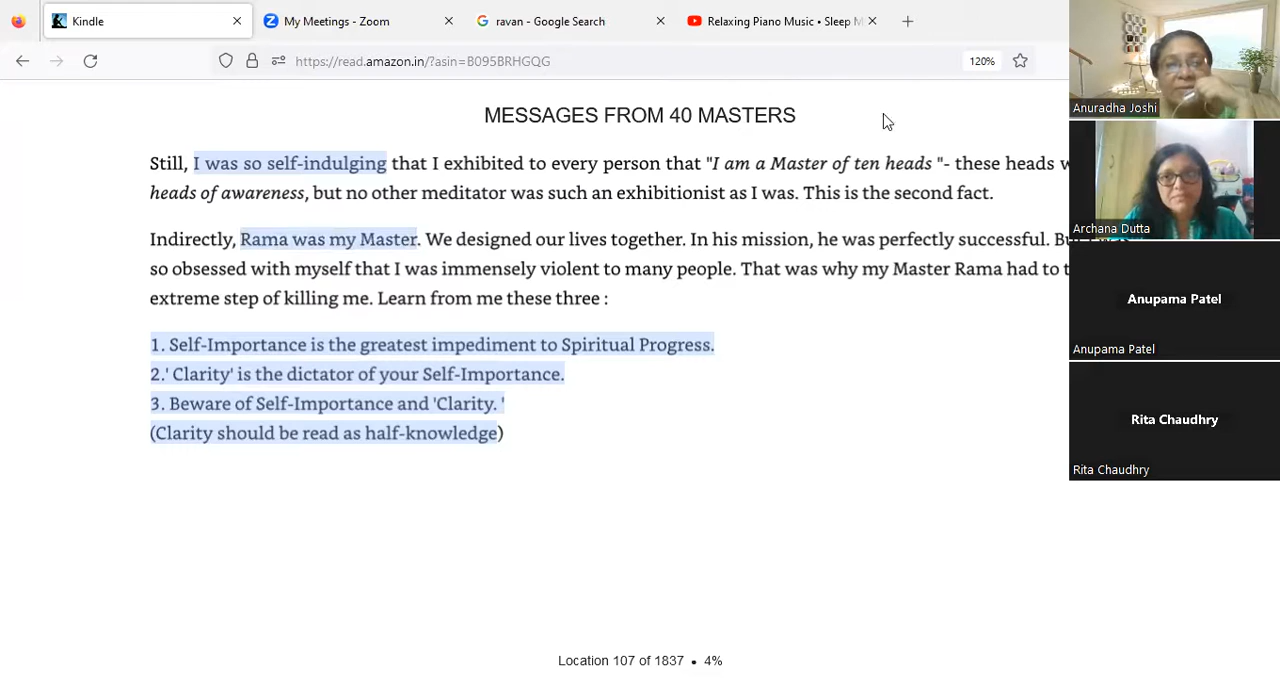 Kindle
My Meetings - Zoom
ravan - Google Search
Relaxing Piano Music • Sleep M
https://read.amazon.in/?asin=B095BRHGQG
120%
MESSAGES FROM 40 MASTERS
Still, I was so self-indulging that I exhibited to every person that "I am a Master of ten heads "- these heads
heads of awareness, but no other meditator was such an exhibitionist as I was. This is the second fact.
Indirectly, Rama was my Master. We designed our lives together. In his mission, he was perfectly successful.
so obsessed with myself that I was immensely violent to many people. That was why my Master Rama had to
extreme step of killing me. Learn from me these three :
1. Self-Importance is the greatest impediment to Spiritual Progress.
2.' Clarity' is the dictator of your Self-Importance.
3. Beware of Self-Importance and 'Clarity. '
(Clarity should be read as half-knowledge)
Location 107 of 1837 • 4%
Anuradha Joshi
Archana Dutta
Anupama Patel
Anupama Patel
Rita Chaudhry
Rita Chaudhry